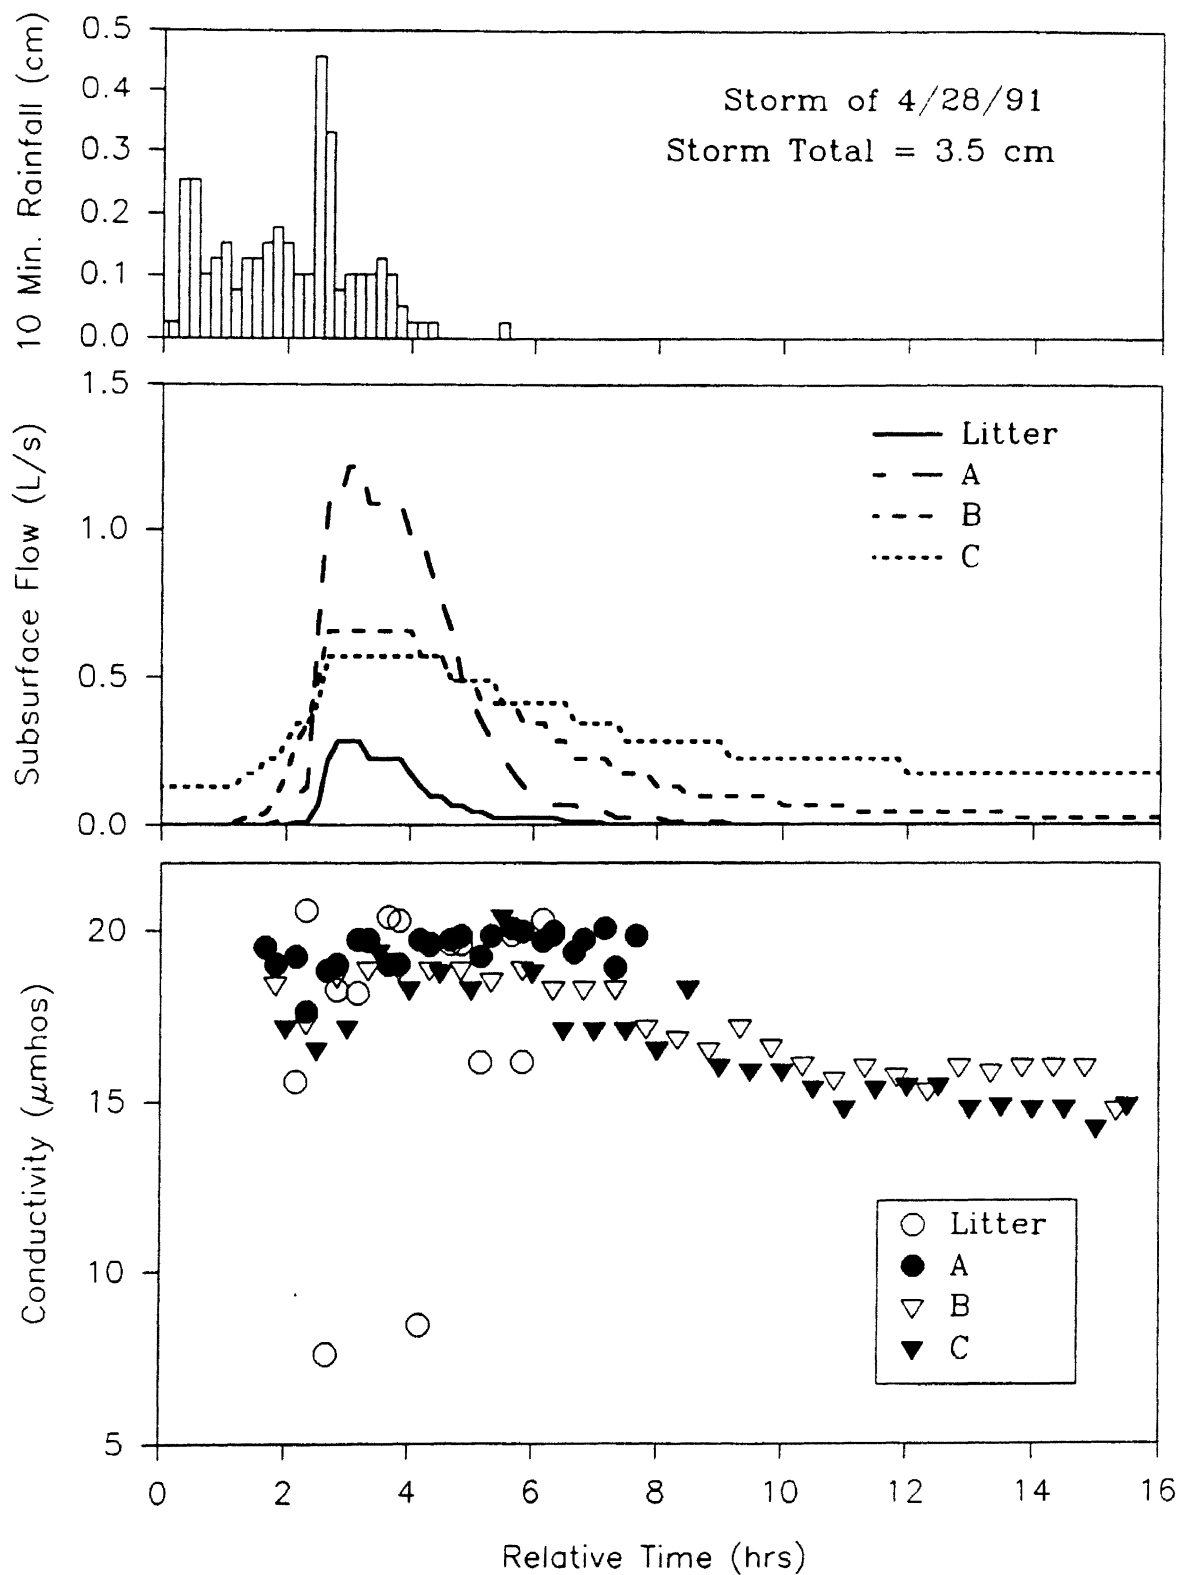 0.5
0.4
0.3
0.2
0.1
0.0
10 Min. Rainfall (cm)
Storm of 4/28/91
Storm Total = 3.5 cm
1.5
1.0
0.5
0.0
Subsurface Flow (L/s)
Litter
A
B
C
20
15
10
5
Conductivity (μmhos)
Litter
A
B
C
0 2 4 6 8 10 12 14 16
Relative Time (hrs)